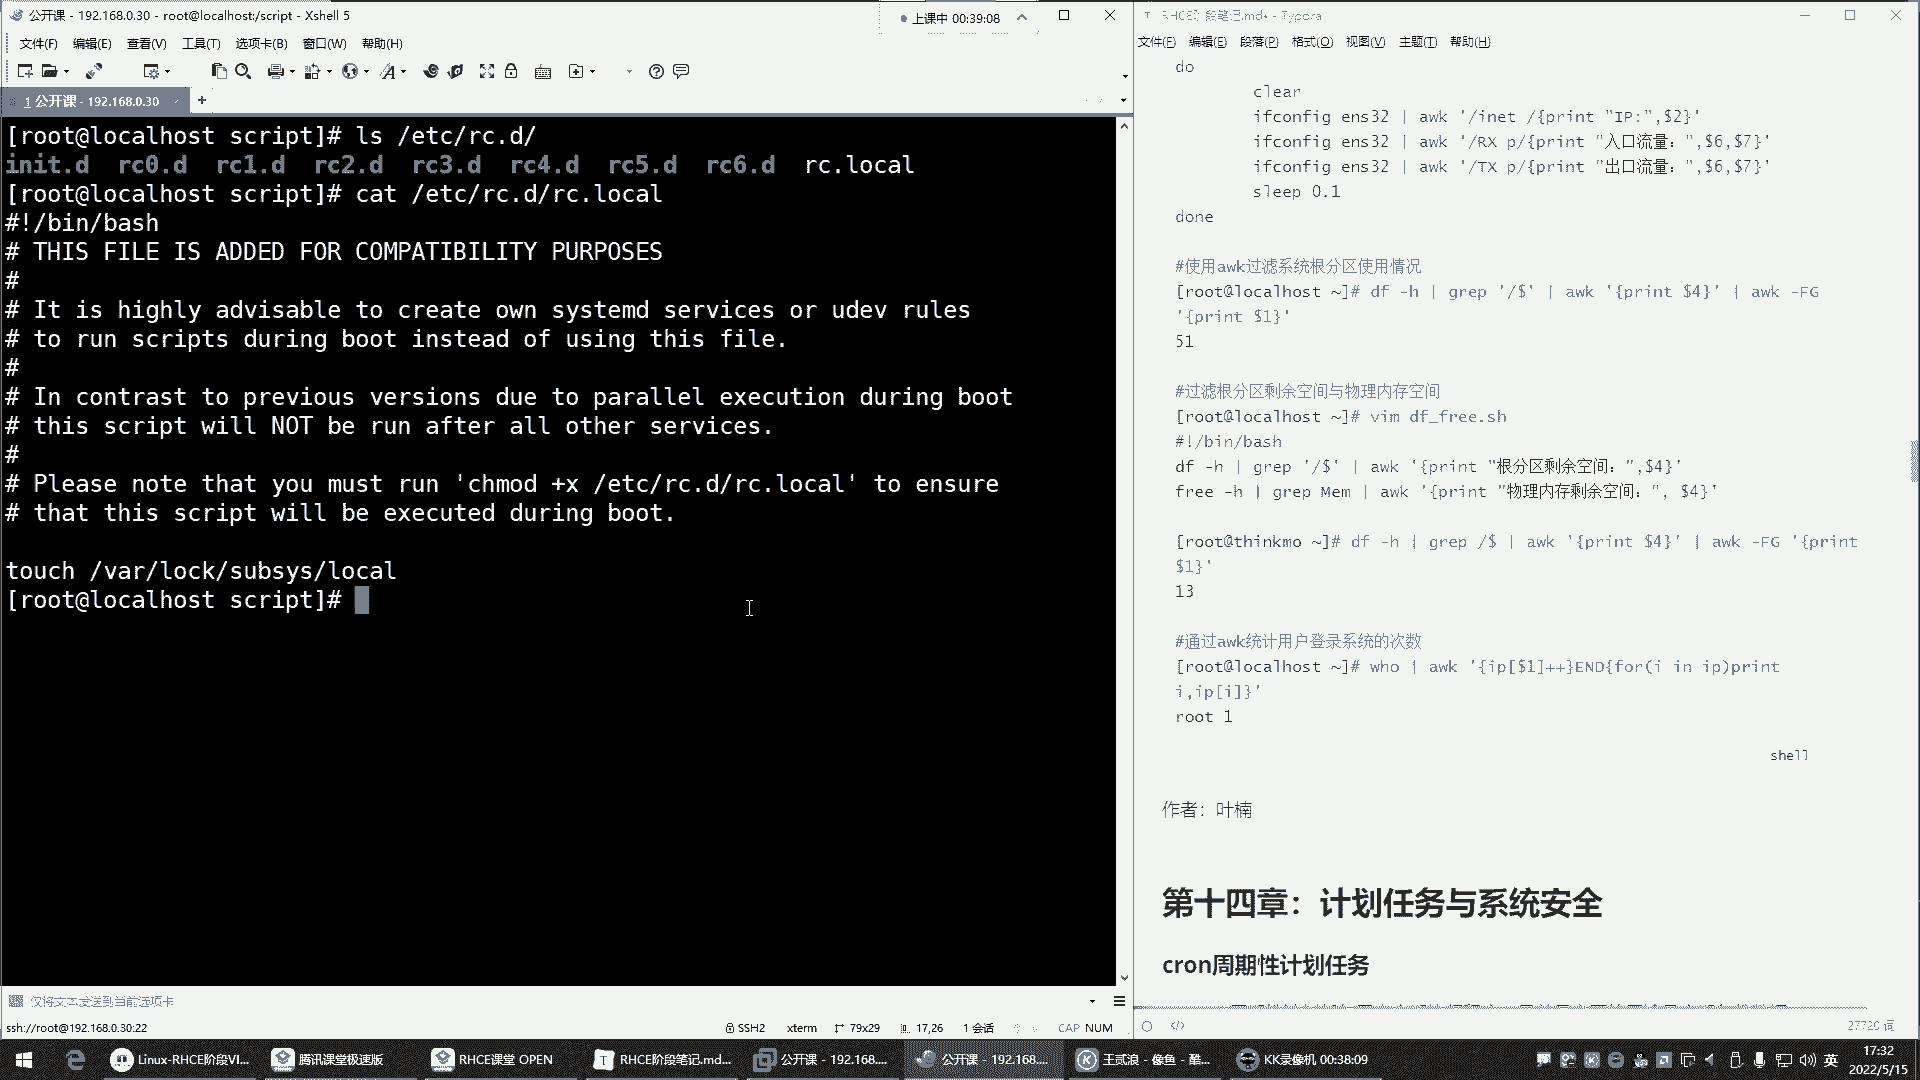 公开课 - 192.168.0.30 - root@localhost:/script - Xshell 5
上课中 00:39:08
文件(F) 编辑(E) 查看(V) 工具(T) 选项卡(B) 窗口(W) 帮助(H)
1 公开课 - 192.168.0.30
[root@localhost script]# ls /etc/rc.d/
init.d rc0.d rc1.d rc2.d rc3.d rc4.d rc5.d rc6.d rc.local
[root@localhost script]# cat /etc/rc.d/rc.local
#!/bin/bash
# THIS FILE IS ADDED FOR COMPATIBILITY PURPOSES
#
# It is highly advisable to create own systemd services or udev rules
# to run scripts during boot instead of using this file.
#
# In contrast to previous versions due to parallel execution during boot
# this script will NOT be run after all other services.
#
# Please note that you must run 'chmod +x /etc/rc.d/rc.local' to ensure
# that this script will be executed during boot.
touch /var/lock/subsys/local
[root@localhost script]#
仅将文本发送到当前选项卡
ssh://root@192.168.0.30:22
SSH2 xterm 79x29 17,26 1 会话 CAP NUM
RHCE阶段笔记.md• - Typora
文件(F) 编辑(E) 段落(P) 格式(O) 视图(V) 主题(T) 帮助(H)
do
clear
ifconfig ens32 | awk '/inet /{print "IP:",$2}'
ifconfig ens32 | awk '/RX p/{print "入口流量：",$6,$7}'
ifconfig ens32 | awk '/TX p/{print "出口流量：",$6,$7}'
sleep 0.1
done
#使用awk过滤系统根分区使用情况
[root@localhost ~]# df -h | grep '/$' | awk '{print $4}' | awk -FG
'{print $1}'
51
#过滤根分区剩余空间与物理内存空间
[root@localhost ~]# vim df_free.sh
#!/bin/bash
df -h | grep '/$' | awk '{print "根分区剩余空间：",$4}'
free -h | grep Mem | awk '{print "物理内存剩余空间：", $4}'
[root@thinkmo ~]# df -h | grep /$ | awk '{print $4}' | awk -FG '{print
$1}'
13
#通过awk统计用户登录系统的次数
[root@localhost ~]# who | awk '{ip[$1]++}END{for(i in ip)print
i,ip[i]}'
root 1
shell
作者：叶楠
第十四章：计划任务与系统安全
cron周期性计划任务
27720 词
Linux-RHCE阶段VI...
腾讯课堂极速版
RHCE课堂 OPEN
RHCE阶段笔记.md...
公开课 - 192.168....
公开课 - 192.168....
王贰浪 - 像鱼 - 酷...
KK录像机 00:38:09
英
17:32
2022/5/15